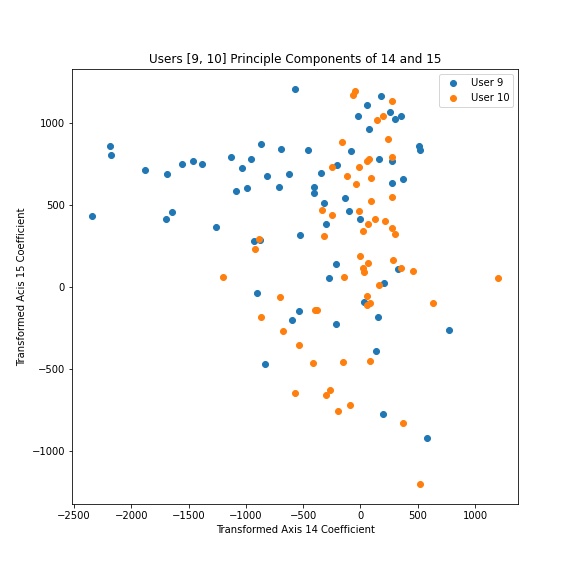 Users [9, 10] Principle Components of 14 and 15
User 9
User 10
1000
500
0
−500
−1000
Transformed Acis 15 Coefficient
−2500 −2000 −1500 −1000 −500 0 500 1000
Transformed Axis 14 Coefficient